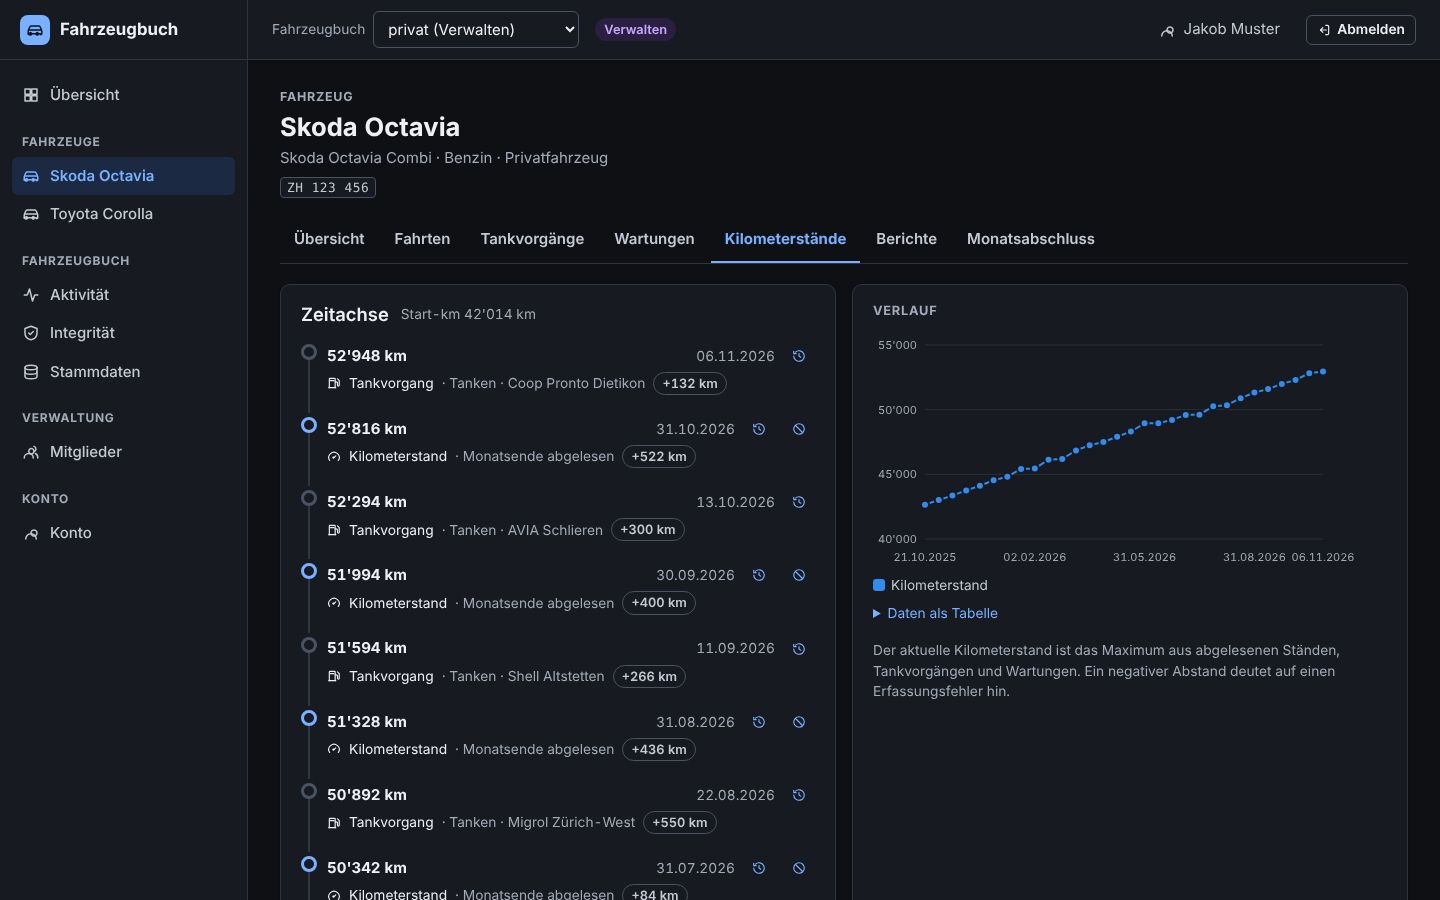 Fahrzeugbuch
Fahrzeugbuch privat (Verwalten) Verwalten
Jakob Muster
Abmelden
Übersicht
FAHRZEUGE
Skoda Octavia
Toyota Corolla
FAHRZEUGBUCH
Aktivität
Integrität
Stammdaten
VERWALTUNG
Mitglieder
KONTO
Konto
FAHRZEUG
Skoda Octavia
Skoda Octavia Combi · Benzin · Privatfahrzeug
ZH 123 456
Übersicht Fahrten Tankvorgänge Wartungen Kilometerstände Berichte Monatsabschluss
Zeitachse Start-km 42'014 km
52'948 km 06.11.2026
Tankvorgang · Tanken · Coop Pronto Dietikon +132 km
52'816 km 31.10.2026
Kilometerstand · Monatsende abgelesen +522 km
52'294 km 13.10.2026
Tankvorgang · Tanken · AVIA Schlieren +300 km
51'994 km 30.09.2026
Kilometerstand · Monatsende abgelesen +400 km
51'594 km 11.09.2026
Tankvorgang · Tanken · Shell Altstetten +266 km
51'328 km 31.08.2026
Kilometerstand · Monatsende abgelesen +436 km
50'892 km 22.08.2026
Tankvorgang · Tanken · Migrol Zürich-West +550 km
50'342 km 31.07.2026
Kilometerstand · Monatsende abgelesen +84 km
VERLAUF
55'000
50'000
45'000
40'000
21.10.2025 02.02.2026 31.05.2026 31.08.2026 06.11.2026
Kilometerstand
Daten als Tabelle
Der aktuelle Kilometerstand ist das Maximum aus abgelesenen Ständen,
Tankvorgängen und Wartungen. Ein negativer Abstand deutet auf einen
Erfassungsfehler hin.